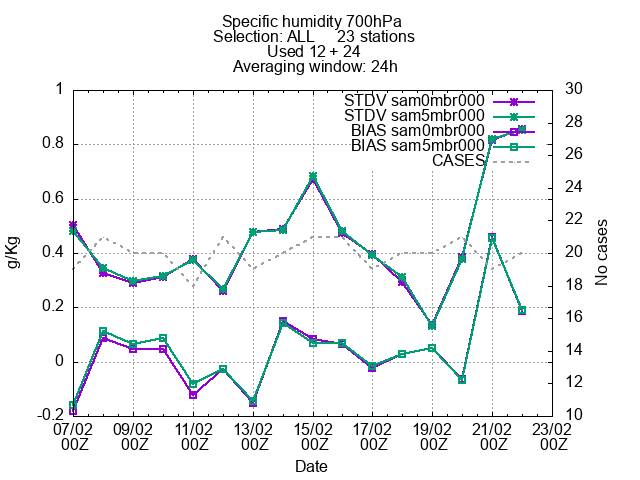 Specific humidity 700hPa
Selection: ALL 23 stations
Used 12 + 24
Averaging window: 24h
STDV sam0mbr000
STDV sam5mbr000
BIAS sam0mbr000
BIAS sam5mbr000
CASES
1
0.8
0.6
0.4
0.2
0
-0.2
g/Kg
30
28
26
24
22
20
18
16
14
12
10
No cases
07/02 09/02 11/02 13/02 15/02 17/02 19/02 21/02 23/02
00Z 00Z 00Z 00Z 00Z 00Z 00Z 00Z 00Z
Date